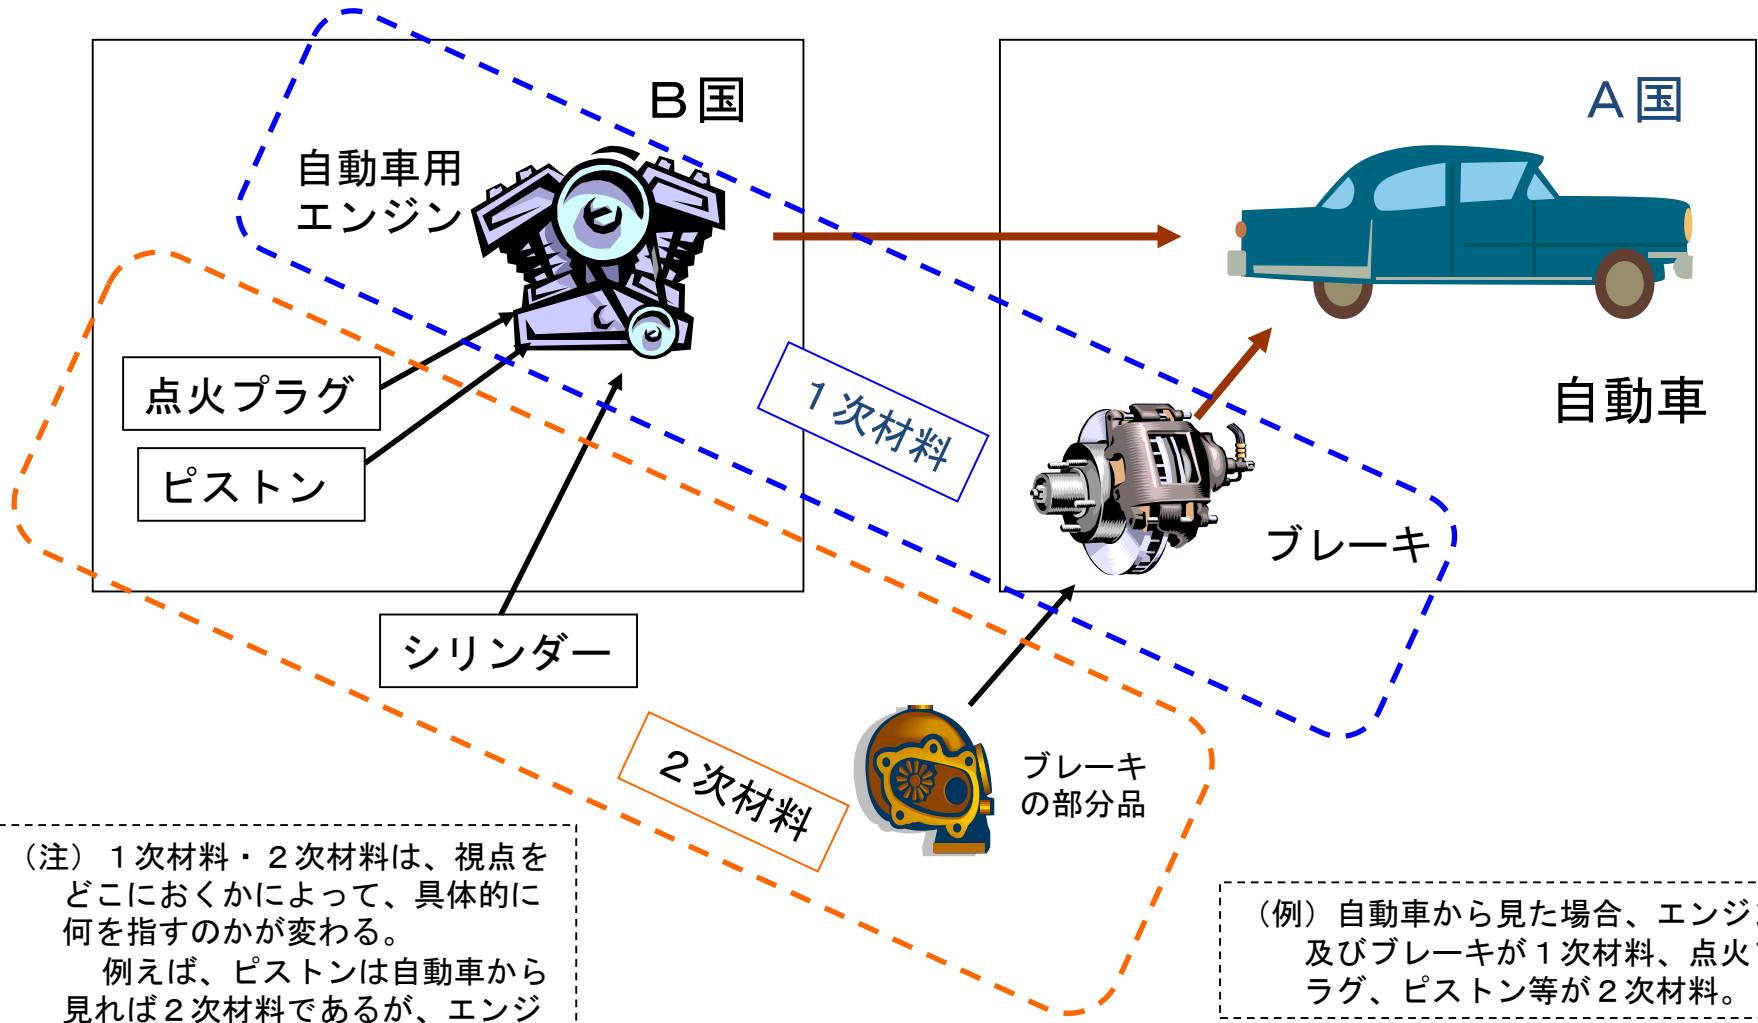 B国
A国
自動車用
エンジン
点火プラグ
ピストン
1次材料
自動車
ブレーキ
シリンダー
2次材料
ブレーキ
の部分品
(注)1次材料・2次材料は、視点を
どこにおくかによって、具体的に
何を指すのかが変わる。
例えば、ピストンは自動車から
見れば2次材料であるが、エンジ
(例)自動車から見た場合、エンジン
及びブレーキが1次材料、点火プ
ラグ、ピストン等が2次材料。